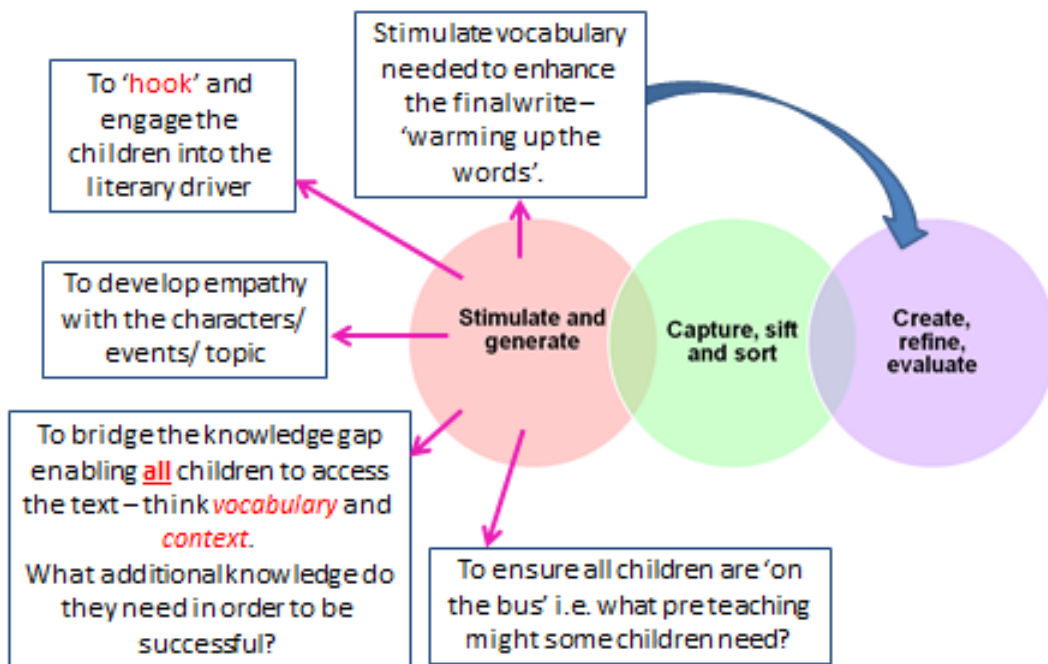 To ‘hook’ and
engage the
children into the
literary driver
Stimulate vocabulary
needed to enhance
the final write –
‘warming up the
words’.
To develop empathy
with the characters/
events/ topic
Stimulate and
generate
Capture, sift
and sort
Create,
refine,
evaluate
To bridge the knowledge gap
enabling all children to access
the text – think vocabulary and
context.
What additional knowledge do
they need in order to be
successful?
To ensure all children are ‘on
the bus’ i.e. what pre teaching
might some children need?